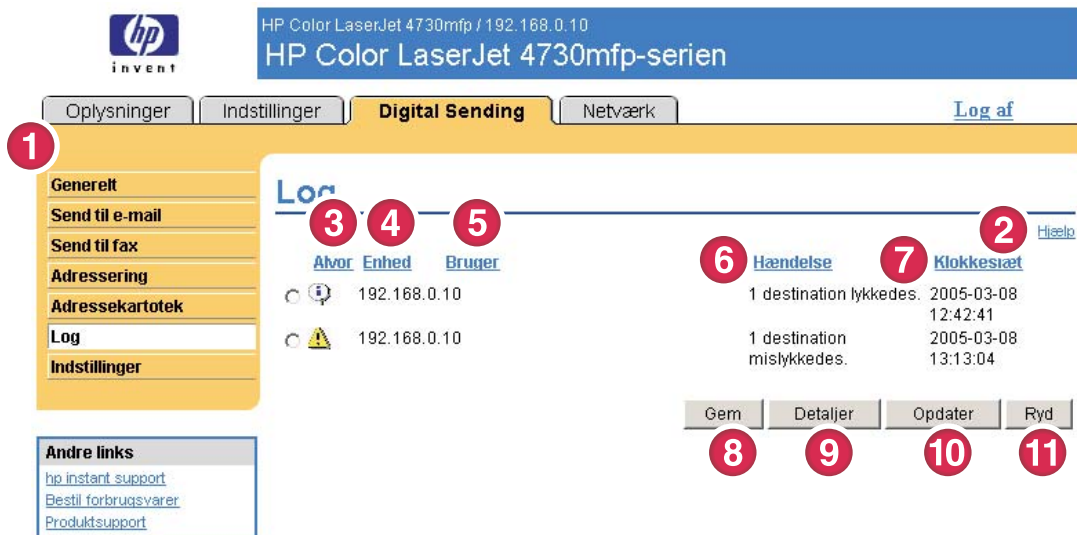 hp
invent
HP Color LaserJet 4730mfp / 192.168.0.10
HP Color LaserJet 4730mfp-serien
Oplysninger
Indstillinger
Digital Sending
Netværk
Log af
1
Generelt
Send til e-mail
Send til fax
Adressering
Adressekartotek
Log
Indstillinger
Andre links
hp instant support
Bestil forbrugsvarer
Produktsupport
Log
2
Hjælp
3
4
5
6
7
Alvor Enhed Bruger Hændelse Klokkeslæt
192.168.0.10 1 destination lykkedes. 2005-03-08
12:42:41
192.168.0.10 1 destination 2005-03-08
mislykkedes. 13:13:04
Gem Detaljer Opdater Ryd
8 9 10 11